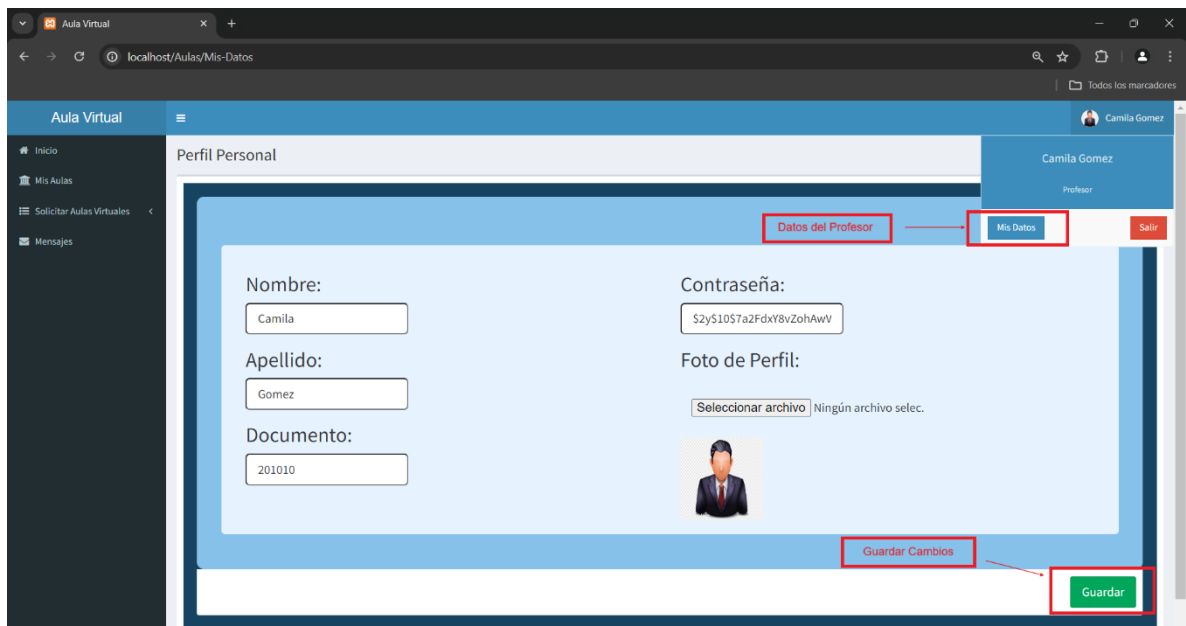 Aula Virtual
localhost/Aulas/Mis-Datos
Todos los marcadores
Aula Virtual
Camila Gomez
Inicio
Mis Aulas
Solicitar Aulas Virtuales
Mensajes
Perfil Personal
Camila Gomez
Profesor
Datos del Profesor
Mis Datos
Salir
Nombre:
Camila
Apellido:
Gomez
Documento:
201010
Contraseña:
$2y$10$7a2FdxY8vZohAwV
Foto de Perfil:
Seleccionar archivo Ningún archivo selec.
Guardar Cambios
Guardar